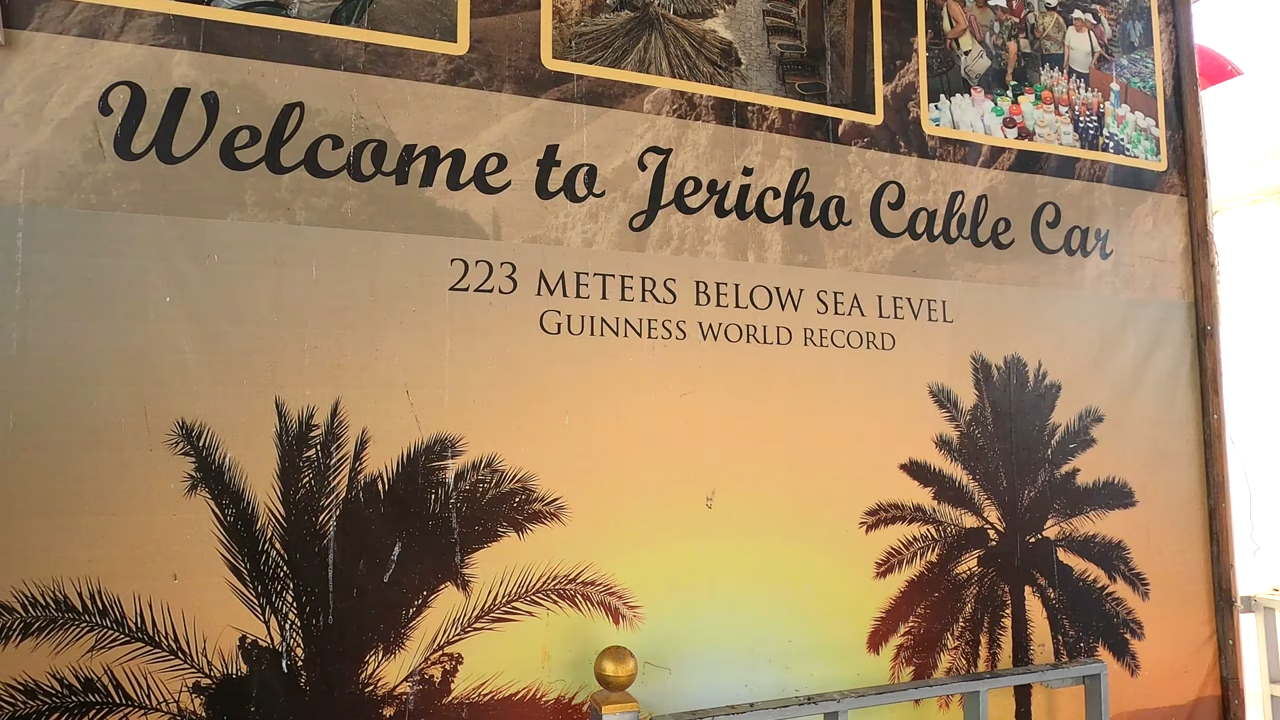 Welcome to Jericho Cable Car
223 METERS BELOW SEA LEVEL
GUINNESS WORLD RECORD